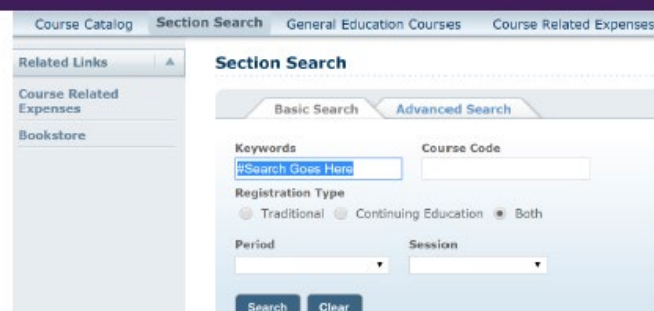 Course Catalog Section Search General Education Courses Course Related Expenses
Related Links
Section Search
Course Related
Expenses
Bookstore
Basic Search Advanced Search
Keywords Course Code
#Search Goes Here
Registration Type
Traditional Continuing Education Both
Period Session
Search Clear